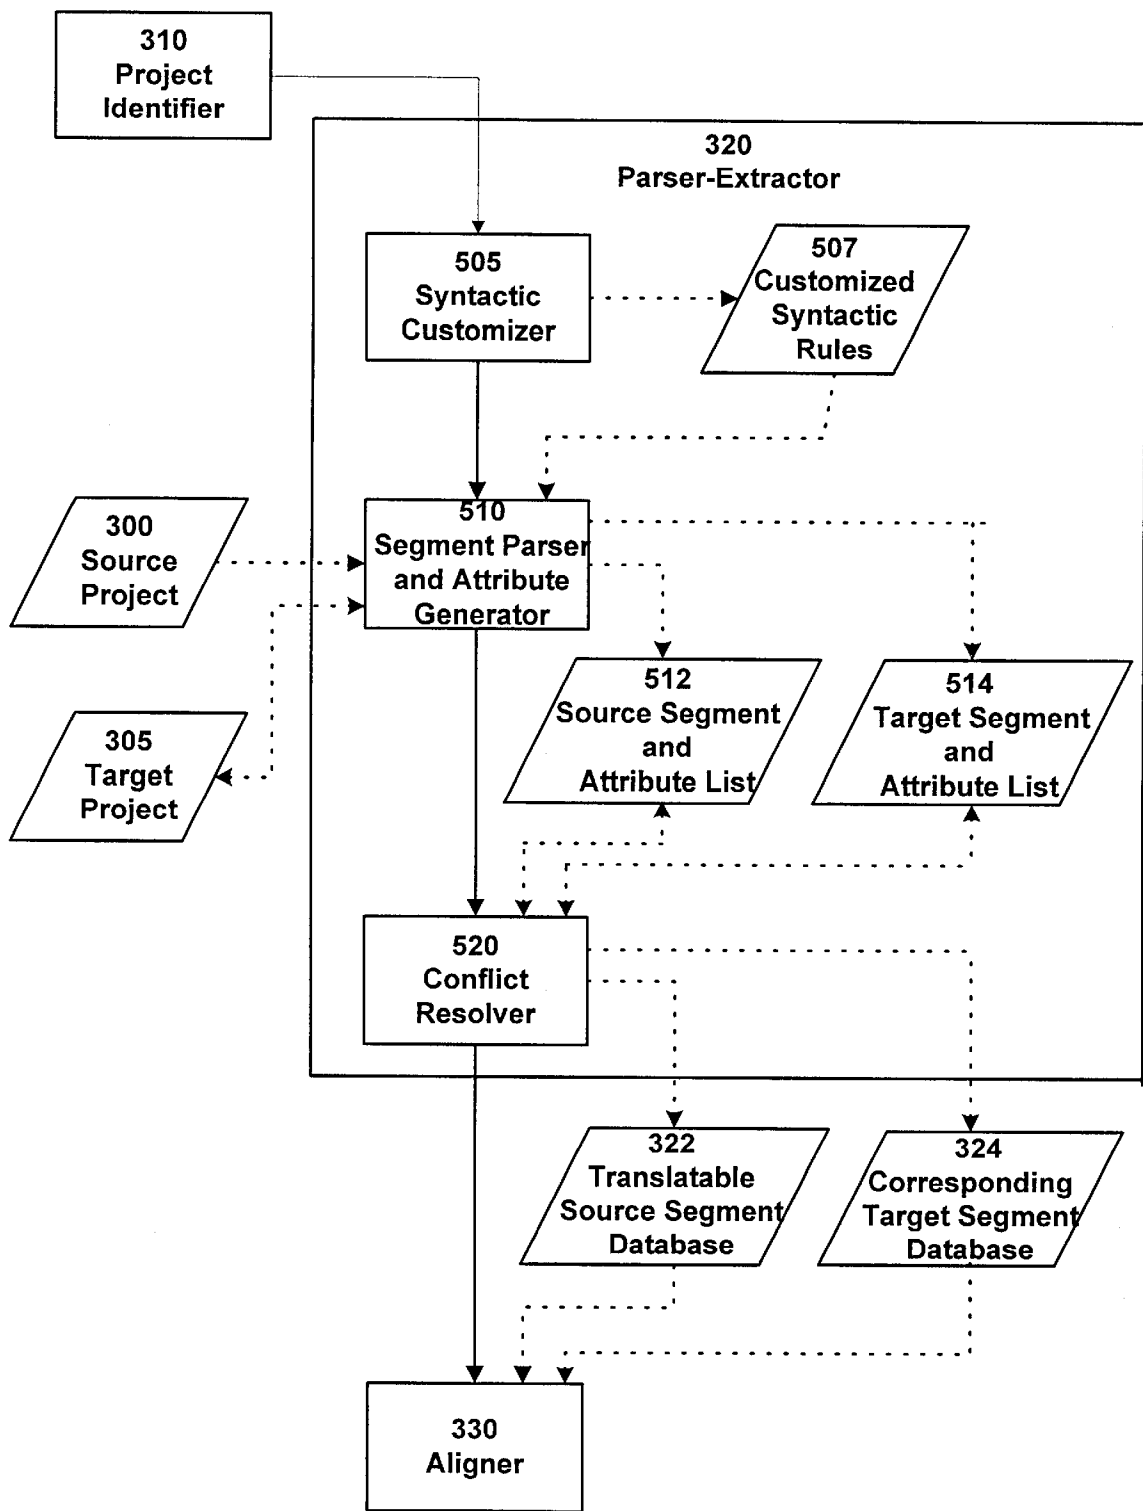 310
Project
Identifier
320
Parser-Extractor
505
Syntactic
Customizer
507
Customized
Syntactic
Rules
300
Source
Project
510
Segment Parser
and Attribute
Generator
305
Target
Project
512
Source Segment
and
Attribute List
514
Target Segment
and
Attribute List
520
Conflict
Resolver
322
Translatable
Source Segment
Database
324
Corresponding
Target Segment
Database
330
Aligner